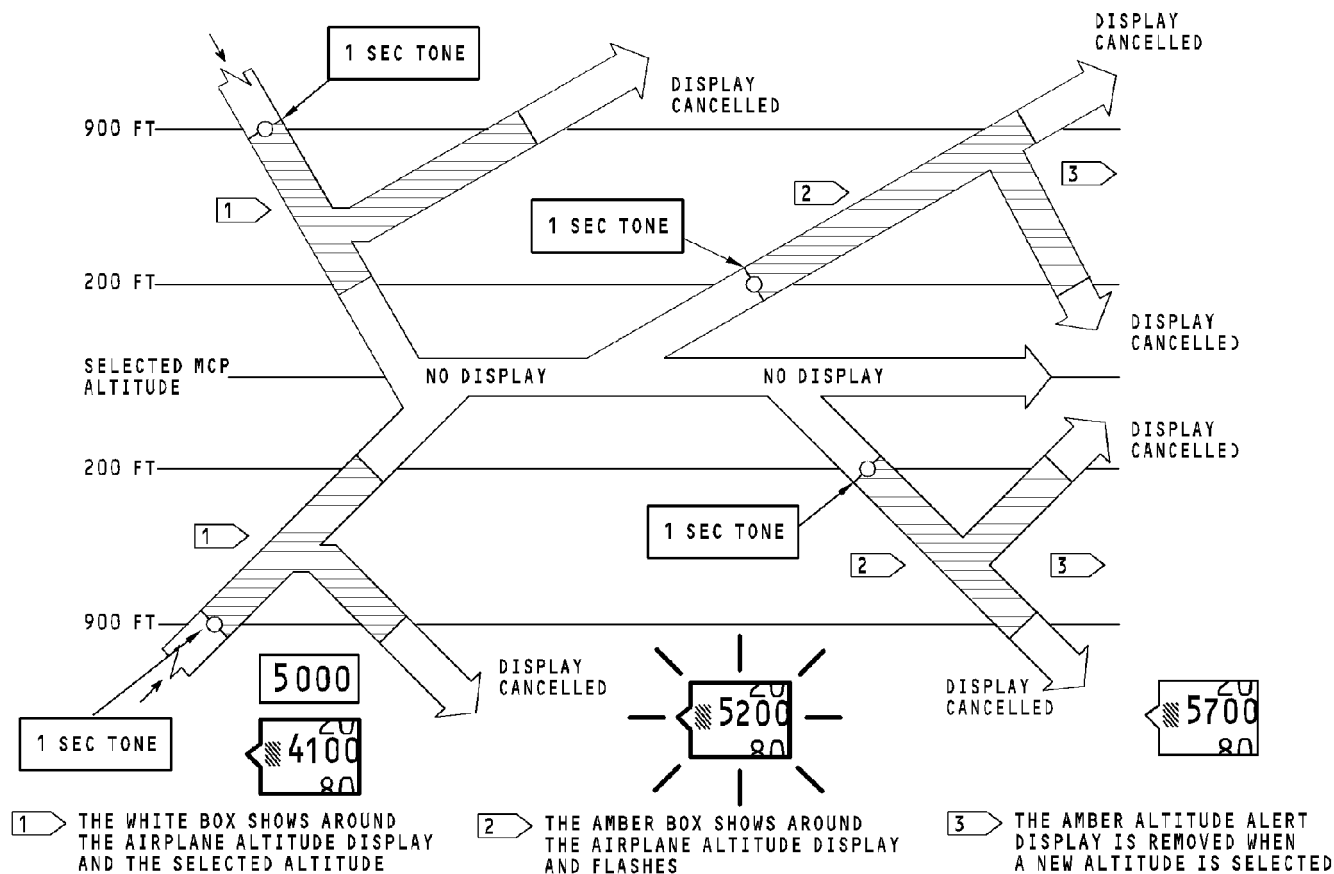 DISPLAY
CANCELLED
1 SEC TONE
DISPLAY
CANCELLED
900 FT
3
2
1
1 SEC TONE
200 FT
DISPLAY
CANCELLED
SELECTED MCP
ALTITUDE
NO DISPLAY
NO DISPLAY
DISPLAY
CANCELLED
200 FT
1 SEC TONE
1
2
3
900 FT
DISPLAY
CANCELLED
5000
DISPLAY
CANCELLED
20
5200
80
20
5700
80
1 SEC TONE
20
4100
80
1 THE WHITE BOX SHOWS AROUND
THE AIRPLANE ALTITUDE DISPLAY
AND THE SELECTED ALTITUDE
2 THE AMBER BOX SHOWS AROUND
THE AIRPLANE ALTITUDE DISPLAY
AND FLASHES
3 THE AMBER ALTITUDE ALERT
DISPLAY IS REMOVED WHEN
A NEW ALTITUDE IS SELECTED